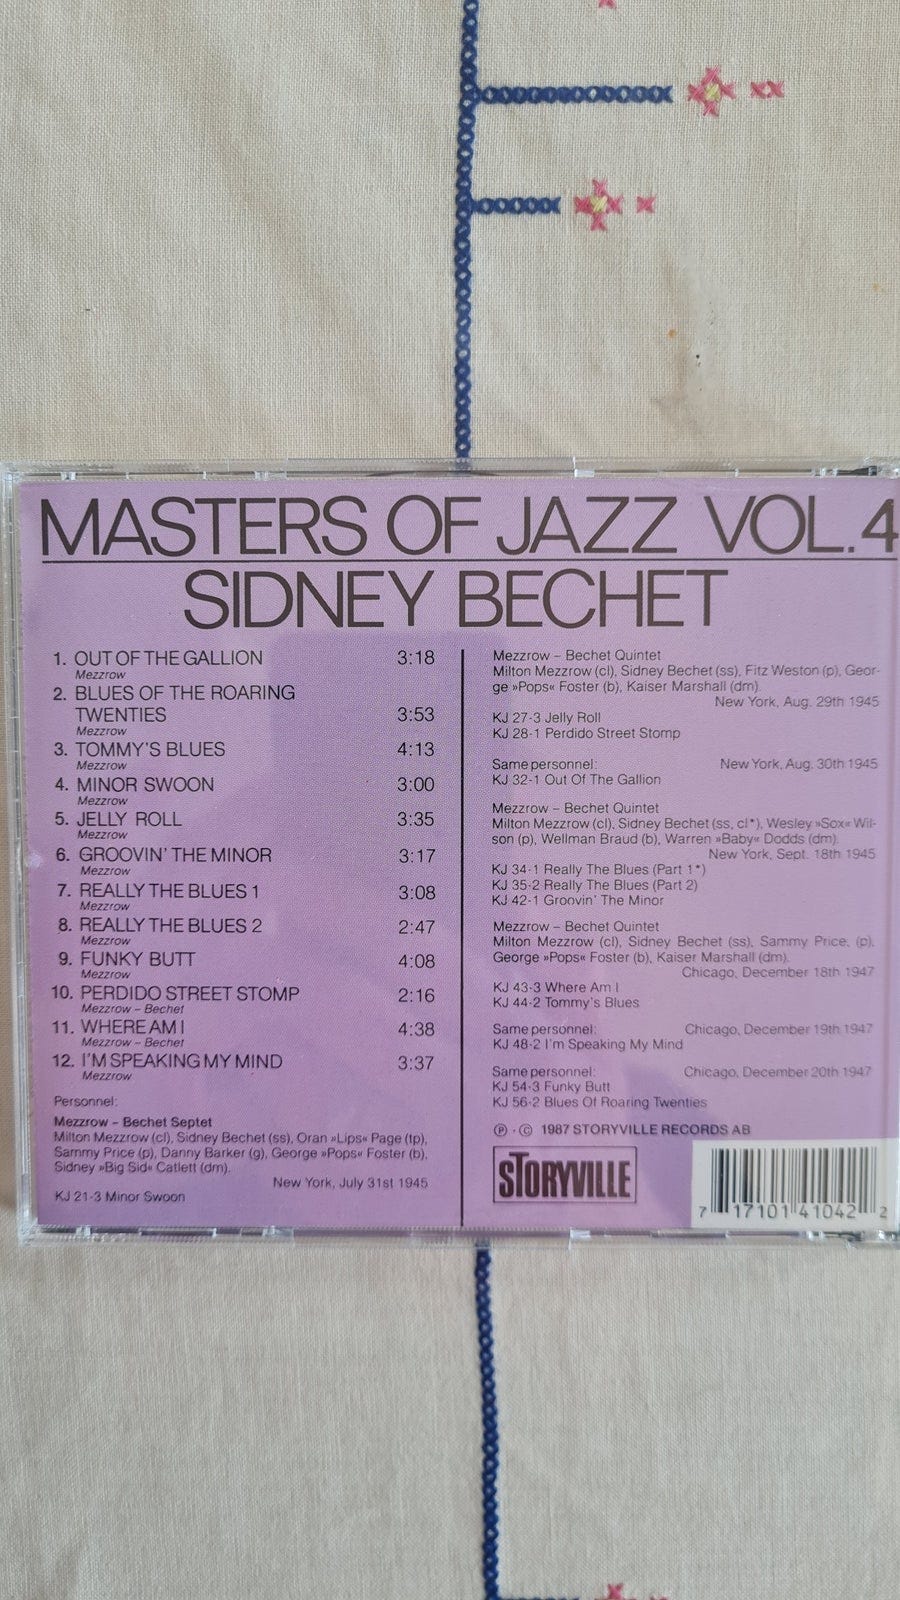 MASTERS OF JAZZ VOL.4
SIDNEY BECHET
1. OUT OF THE GALLION 3:18
Mezzrow
2. BLUES OF THE ROARING
TWENTIES 3:53
Mezzrow
3. TOMMY'S BLUES 4:13
Mezzrow
4. MINOR SWOON 3:00
Mezzrow
5. JELLY ROLL 3:35
Mezzrow
6. GROOVIN' THE MINOR 3:17
Mezzrow
7. REALLY THE BLUES 1 3:08
Mezzrow
8. REALLY THE BLUES 2 2:47
Mezzrow
9. FUNKY BUTT 4:08
Mezzrow
10. PERDIDO STREET STOMP 2:16
Mezzrow – Bechet
11. WHERE AM I 4:38
Mezzrow – Bechet
12. I'M SPEAKING MY MIND 3:37
Mezzrow
Personnel:
Mezzrow – Bechet Septet
Milton Mezzrow (cl), Sidney Bechet (ss), Oran »Lips« Page (tp),
Sammy Price (p), Danny Barker (g), George »Pops« Foster (b),
Sidney »Big Sid« Catlett (dm).
New York, July 31st 1945
KJ 21-3 Minor Swoon
Mezzrow – Bechet Quintet
Milton Mezzrow (cl), Sidney Bechet (ss), Fitz Weston (p), Geor-
ge »Pops« Foster (b), Kaiser Marshall (dm).
New York, Aug. 29th 1945
KJ 27-3 Jelly Roll
KJ 28-1 Perdido Street Stomp
Same personnel: New York, Aug. 30th 1945
KJ 32-1 Out Of The Gallion
Mezzrow – Bechet Quintet
Milton Mezzrow (cl), Sidney Bechet (ss, cl*), Wesley »Sox« Wil-
son (p), Wellman Braud (b), Warren »Baby« Dodds (dm).
New York, Sept. 18th 1945
KJ 34-1 Really The Blues (Part 1*)
KJ 35-2 Really The Blues (Part 2)
KJ 42-1 Groovin' The Minor
Mezzrow – Bechet Quintet
Milton Mezzrow (cl), Sidney Bechet (ss), Sammy Price, (p),
George »Pops« Foster (b), Kaiser Marshall (dm).
Chicago, December 18th 1947
KJ 43-3 Where Am I
KJ 44-2 Tommy's Blues
Same personnel: Chicago, December 19th 1947
KJ 48-2 I'm Speaking My Mind
Same personnel: Chicago, December 20th 1947
KJ 54-3 Funky Butt
KJ 56-2 Blues Of Roaring Twenties
℗ · © 1987 STORYVILLE RECORDS AB
STORYVILLE
7 17101 41042 2